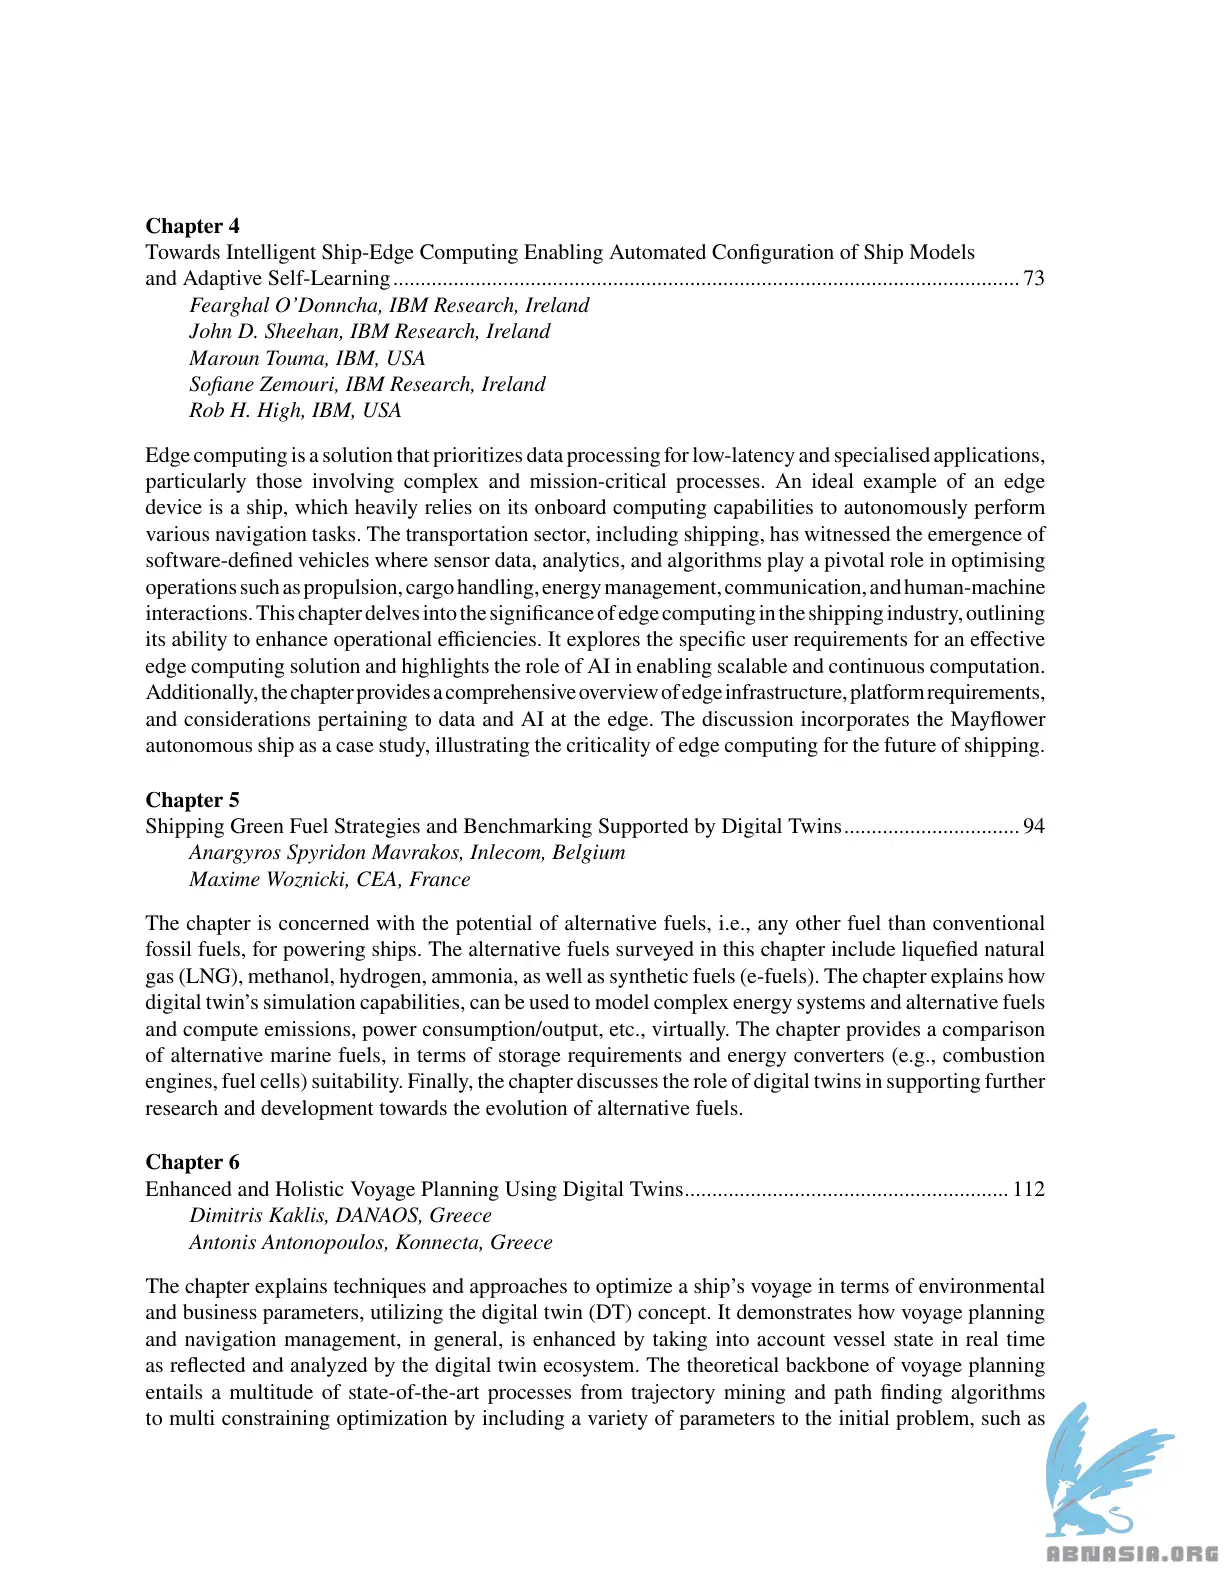 Chapter 4
Towards Intelligent Ship-Edge Computing Enabling Automated Configuration of Ship Models
and Adaptive Self-Learning.................................................................................................................. 73
Fearghal O’Donncha, IBM Research, Ireland
John D. Sheehan, IBM Research, Ireland
Maroun Touma, IBM, USA
Sofiane Zemouri, IBM Research, Ireland
Rob H. High, IBM, USA
Edge computing is a solution that prioritizes data processing for low-latency and specialised applications,
particularly those involving complex and mission-critical processes. An ideal example of an edge
device is a ship, which heavily relies on its onboard computing capabilities to autonomously perform
various navigation tasks. The transportation sector, including shipping, has witnessed the emergence of
software-defined vehicles where sensor data, analytics, and algorithms play a pivotal role in optimising
operations such as propulsion, cargo handling, energy management, communication, and human-machine
interactions. This chapter delves into the significance of edge computing in the shipping industry, outlining
its ability to enhance operational efficiencies. It explores the specific user requirements for an effective
edge computing solution and highlights the role of AI in enabling scalable and continuous computation.
Additionally, the chapter provides a comprehensive overview of edge infrastructure, platform requirements,
and considerations pertaining to data and AI at the edge. The discussion incorporates the Mayflower
autonomous ship as a case study, illustrating the criticality of edge computing for the future of shipping.
Chapter 5
Shipping Green Fuel Strategies and Benchmarking Supported by Digital Twins................................ 94
Anargyros Spyridon Mavrakos, Inlecom, Belgium
Maxime Woznicki, CEA, France
The chapter is concerned with the potential of alternative fuels, i.e., any other fuel than conventional
fossil fuels, for powering ships. The alternative fuels surveyed in this chapter include liquefied natural
gas (LNG), methanol, hydrogen, ammonia, as well as synthetic fuels (e-fuels). The chapter explains how
digital twin’s simulation capabilities, can be used to model complex energy systems and alternative fuels
and compute emissions, power consumption/output, etc., virtually. The chapter provides a comparison
of alternative marine fuels, in terms of storage requirements and energy converters (e.g., combustion
engines, fuel cells) suitability. Finally, the chapter discusses the role of digital twins in supporting further
research and development towards the evolution of alternative fuels.
Chapter 6
Enhanced and Holistic Voyage Planning Using Digital Twins........................................................... 112
Dimitris Kaklis, DANAOS, Greece
Antonis Antonopoulos, Konnecta, Greece
The chapter explains techniques and approaches to optimize a ship’s voyage in terms of environmental
and business parameters, utilizing the digital twin (DT) concept. It demonstrates how voyage planning
and navigation management, in general, is enhanced by taking into account vessel state in real time
as reflected and analyzed by the digital twin ecosystem. The theoretical backbone of voyage planning
entails a multitude of state-of-the-art processes from trajectory mining and path finding algorithms
to multi constraining optimization by including a variety of parameters to the initial problem, such as
ABNASIA.ORG